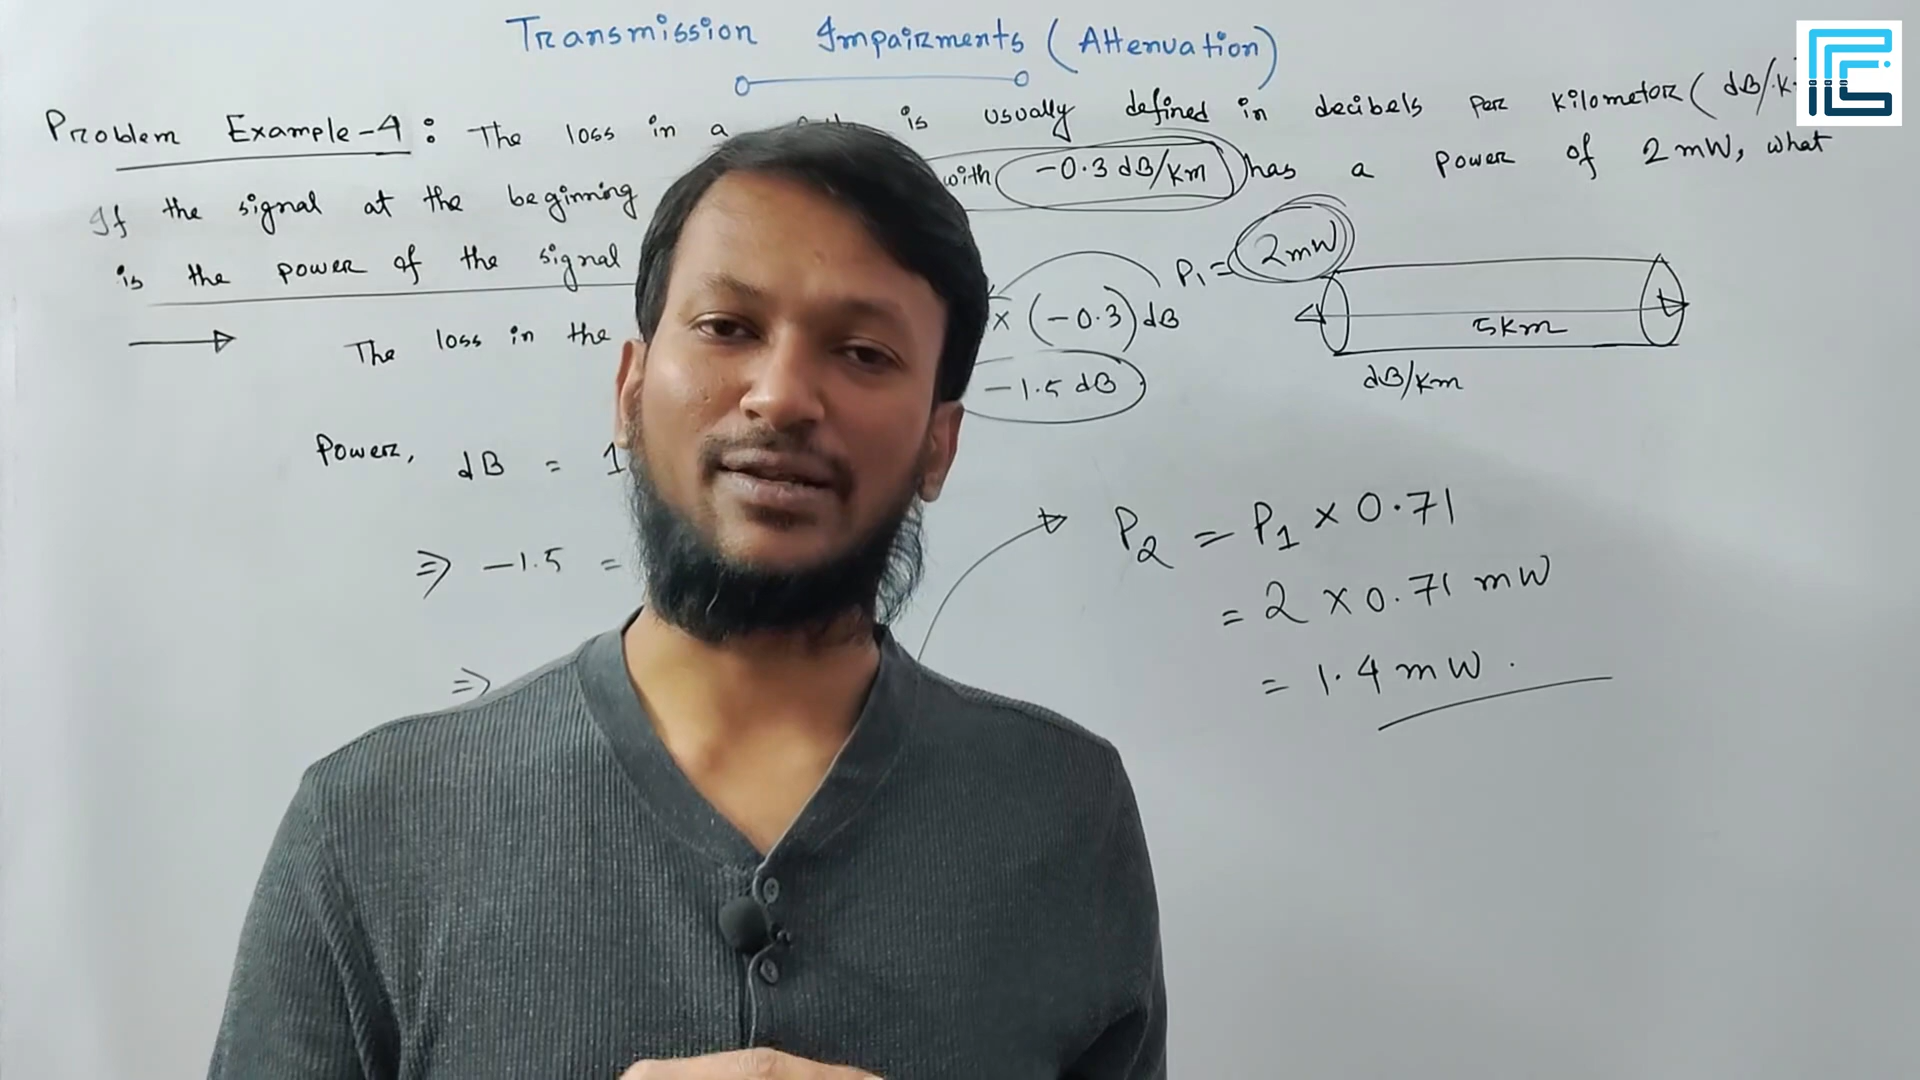 Transmission Impairments (Attenuation)
Problem Example-4: The loss in a is usually defined in decibels per kilometer (dB/k
If the signal at the beginning with -0.3 dB/km has a power of 2mW, what
is the power of the signal
P1 = 2mW
5km
dB/km
The loss in the × (-0.3) dB
-1.5 dB
Power, dB = 1
⇒ -1.5 =
⇒
P2 = P1 × 0.71
= 2 × 0.71 mW
= 1.4 mW.